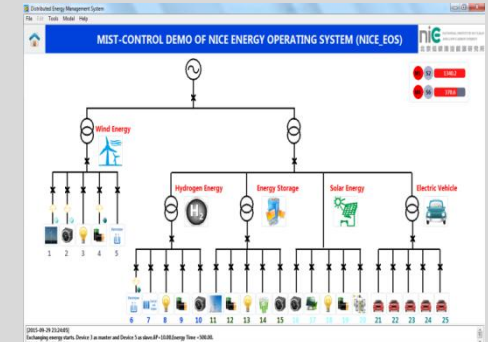 Distributed Energy Management System
File Edit Tools Model Help
MIST-CONTROL DEMO OF NICE ENERGY OPERATING SYSTEM (NICE_EOS)
Wind Energy
Hydrogen Energy
Energy Storage
Solar Energy
Electric Vehicle
H2
1 2 3 4 5
6 7 8 9 10 11 12 13 14 15 16 17 18 19 20 21 22 23 24 25
[2015-09-29 23:24:05]
Exchanging energy starts. Device 3 as master and Device 5 as slave.